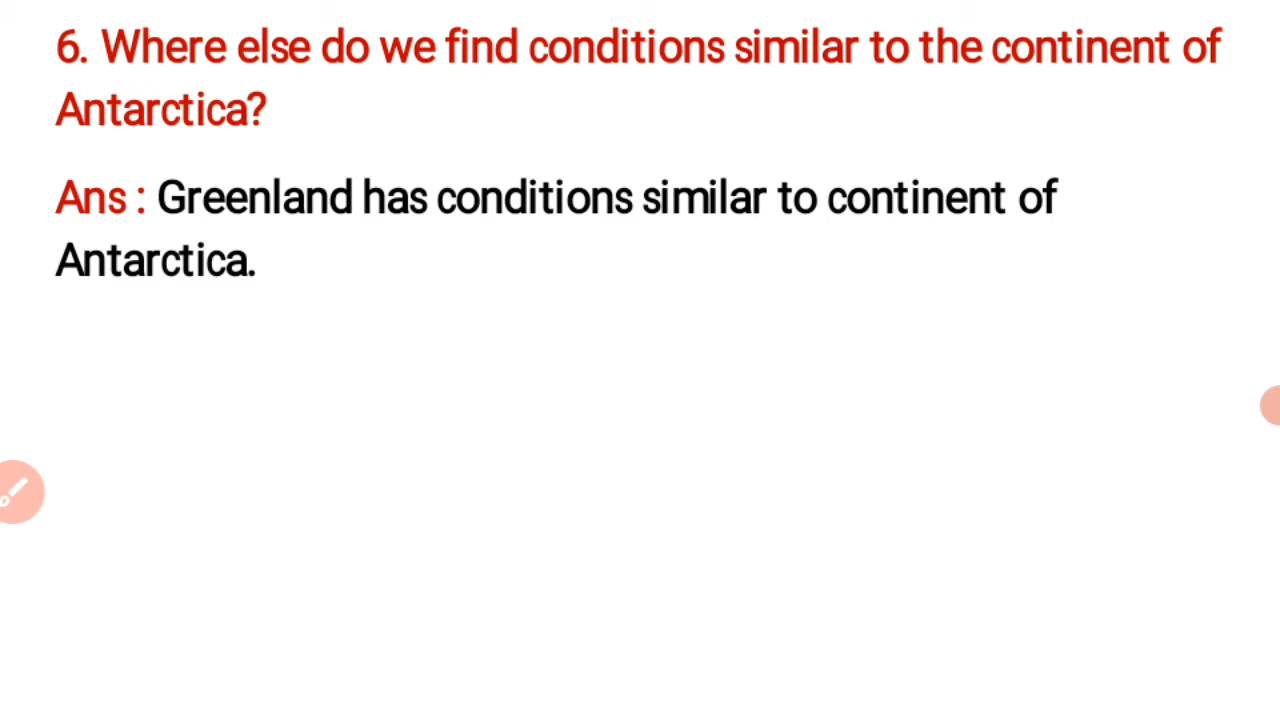 6. Where else do we find conditions similar to the continent of
Antarctica?
Ans : Greenland has conditions similar to continent of
Antarctica.